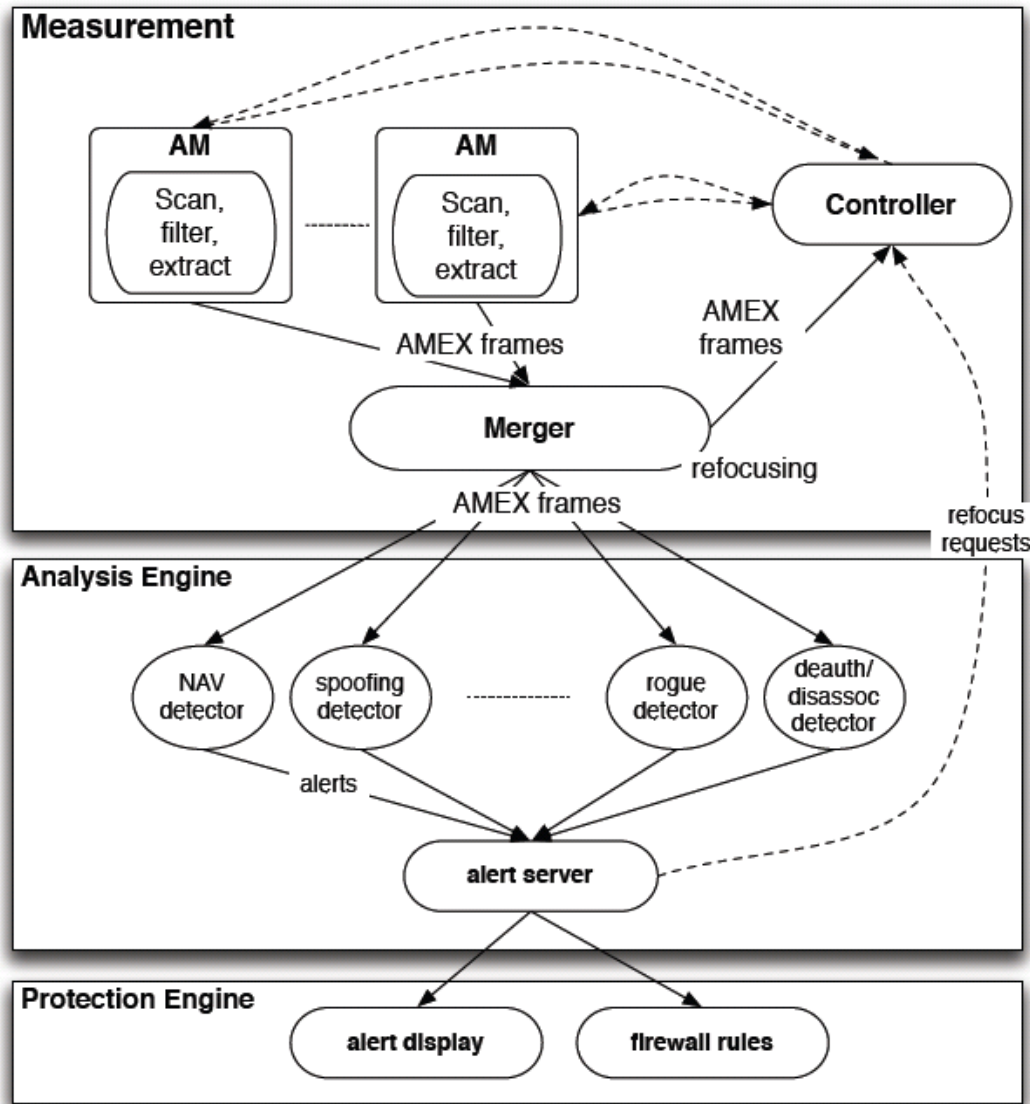 Measurement
AM
Scan,
filter,
extract
AM
Scan,
filter,
extract
Controller
AMEX frames
AMEX
frames
Merger
refocusing
AMEX frames
refocus
requests
Analysis Engine
NAV
detector
spoofing
detector
rogue
detector
deauth/
disassoc
detector
alerts
alert server
Protection Engine
alert display
firewall rules